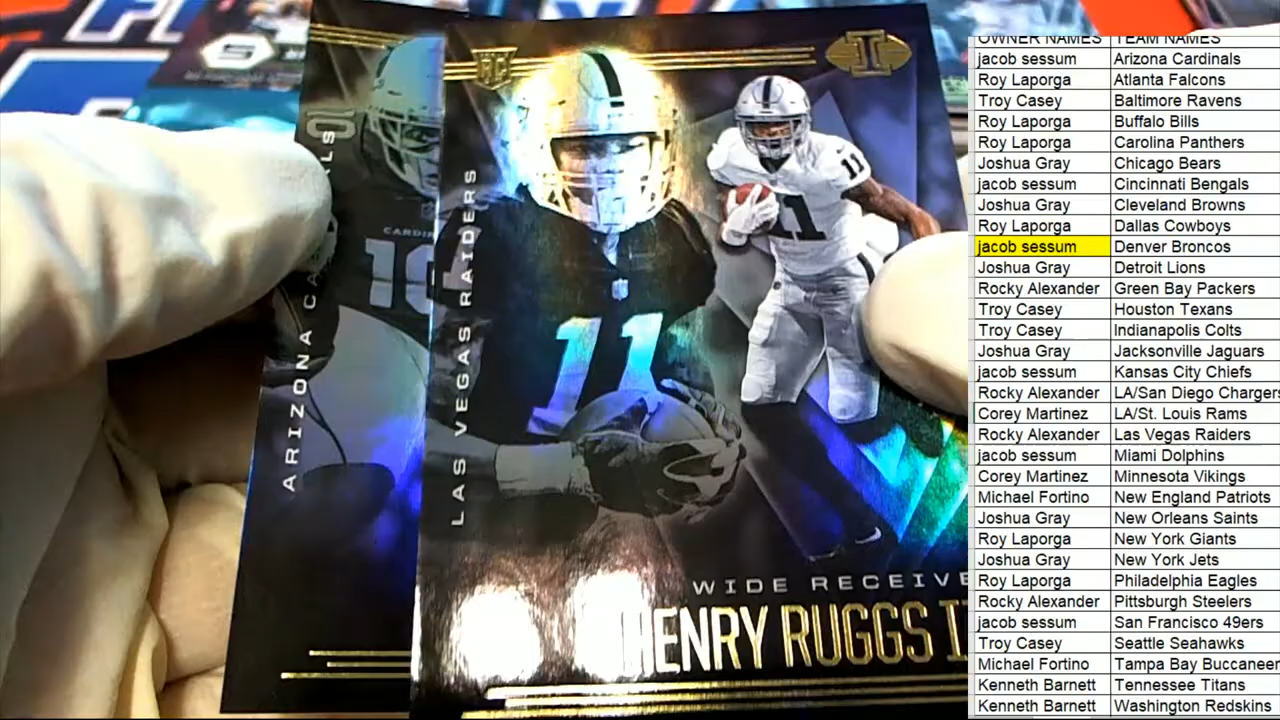 RC
I
LAS VEGAS RAIDERS
11
11
WIDE RECEIVE
HENRY RUGGS I
ARIZONA CA ALS
CARDIN
10
OWNER NAMES TEAM NAMES
jacob sessum Arizona Cardinals
Roy Laporga Atlanta Falcons
Troy Casey Baltimore Ravens
Roy Laporga Buffalo Bills
Roy Laporga Carolina Panthers
Joshua Gray Chicago Bears
jacob sessum Cincinnati Bengals
Joshua Gray Cleveland Browns
Roy Laporga Dallas Cowboys
jacob sessum Denver Broncos
Joshua Gray Detroit Lions
Rocky Alexander Green Bay Packers
Troy Casey Houston Texans
Troy Casey Indianapolis Colts
Joshua Gray Jacksonville Jaguars
jacob sessum Kansas City Chiefs
Rocky Alexander LA/San Diego Chargers
Corey Martinez LA/St. Louis Rams
Rocky Alexander Las Vegas Raiders
jacob sessum Miami Dolphins
Corey Martinez Minnesota Vikings
Michael Fortino New England Patriots
Joshua Gray New Orleans Saints
Roy Laporga New York Giants
Joshua Gray New York Jets
Roy Laporga Philadelphia Eagles
Rocky Alexander Pittsburgh Steelers
jacob sessum San Francisco 49ers
Troy Casey Seattle Seahawks
Michael Fortino Tampa Bay Buccaneer
Kenneth Barnett Tannessee Titans
Kenneth Barnett Washington Redskins